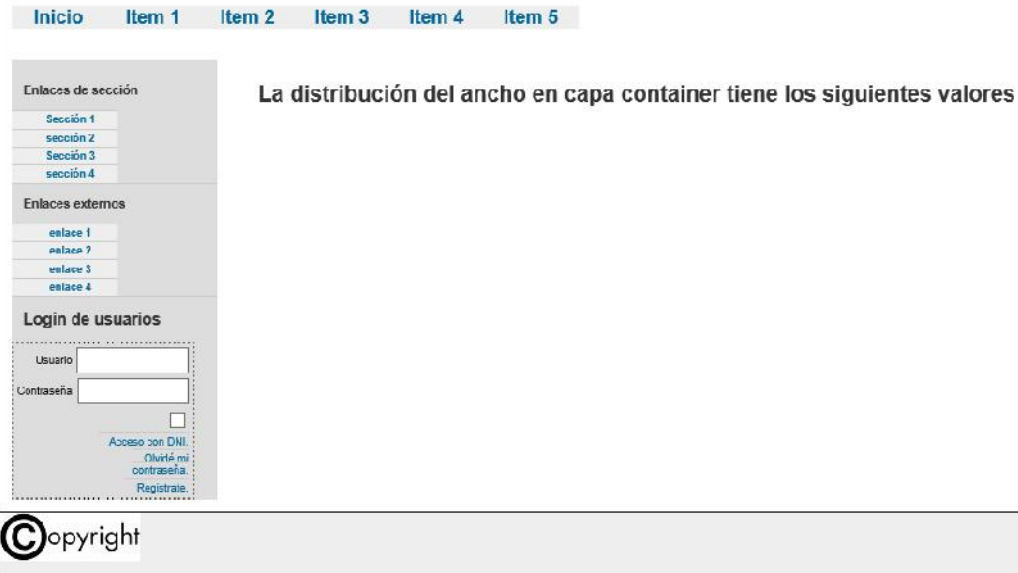 Inicio Item 1 Item 2 Item 3 Item 4 Item 5
Enlaces de sección
La distribución del ancho en capa container tiene los siguientes valores
Sección 1
sección 2
Sección 3
sección 4
Enlaces externos
enlace 1
enlace 2
enlace 3
enlace 4
Login de usuarios
Usuario
Contraseña
Acceso con DNI.
Olvidé mi
contraseña.
Registrate.
Copyright